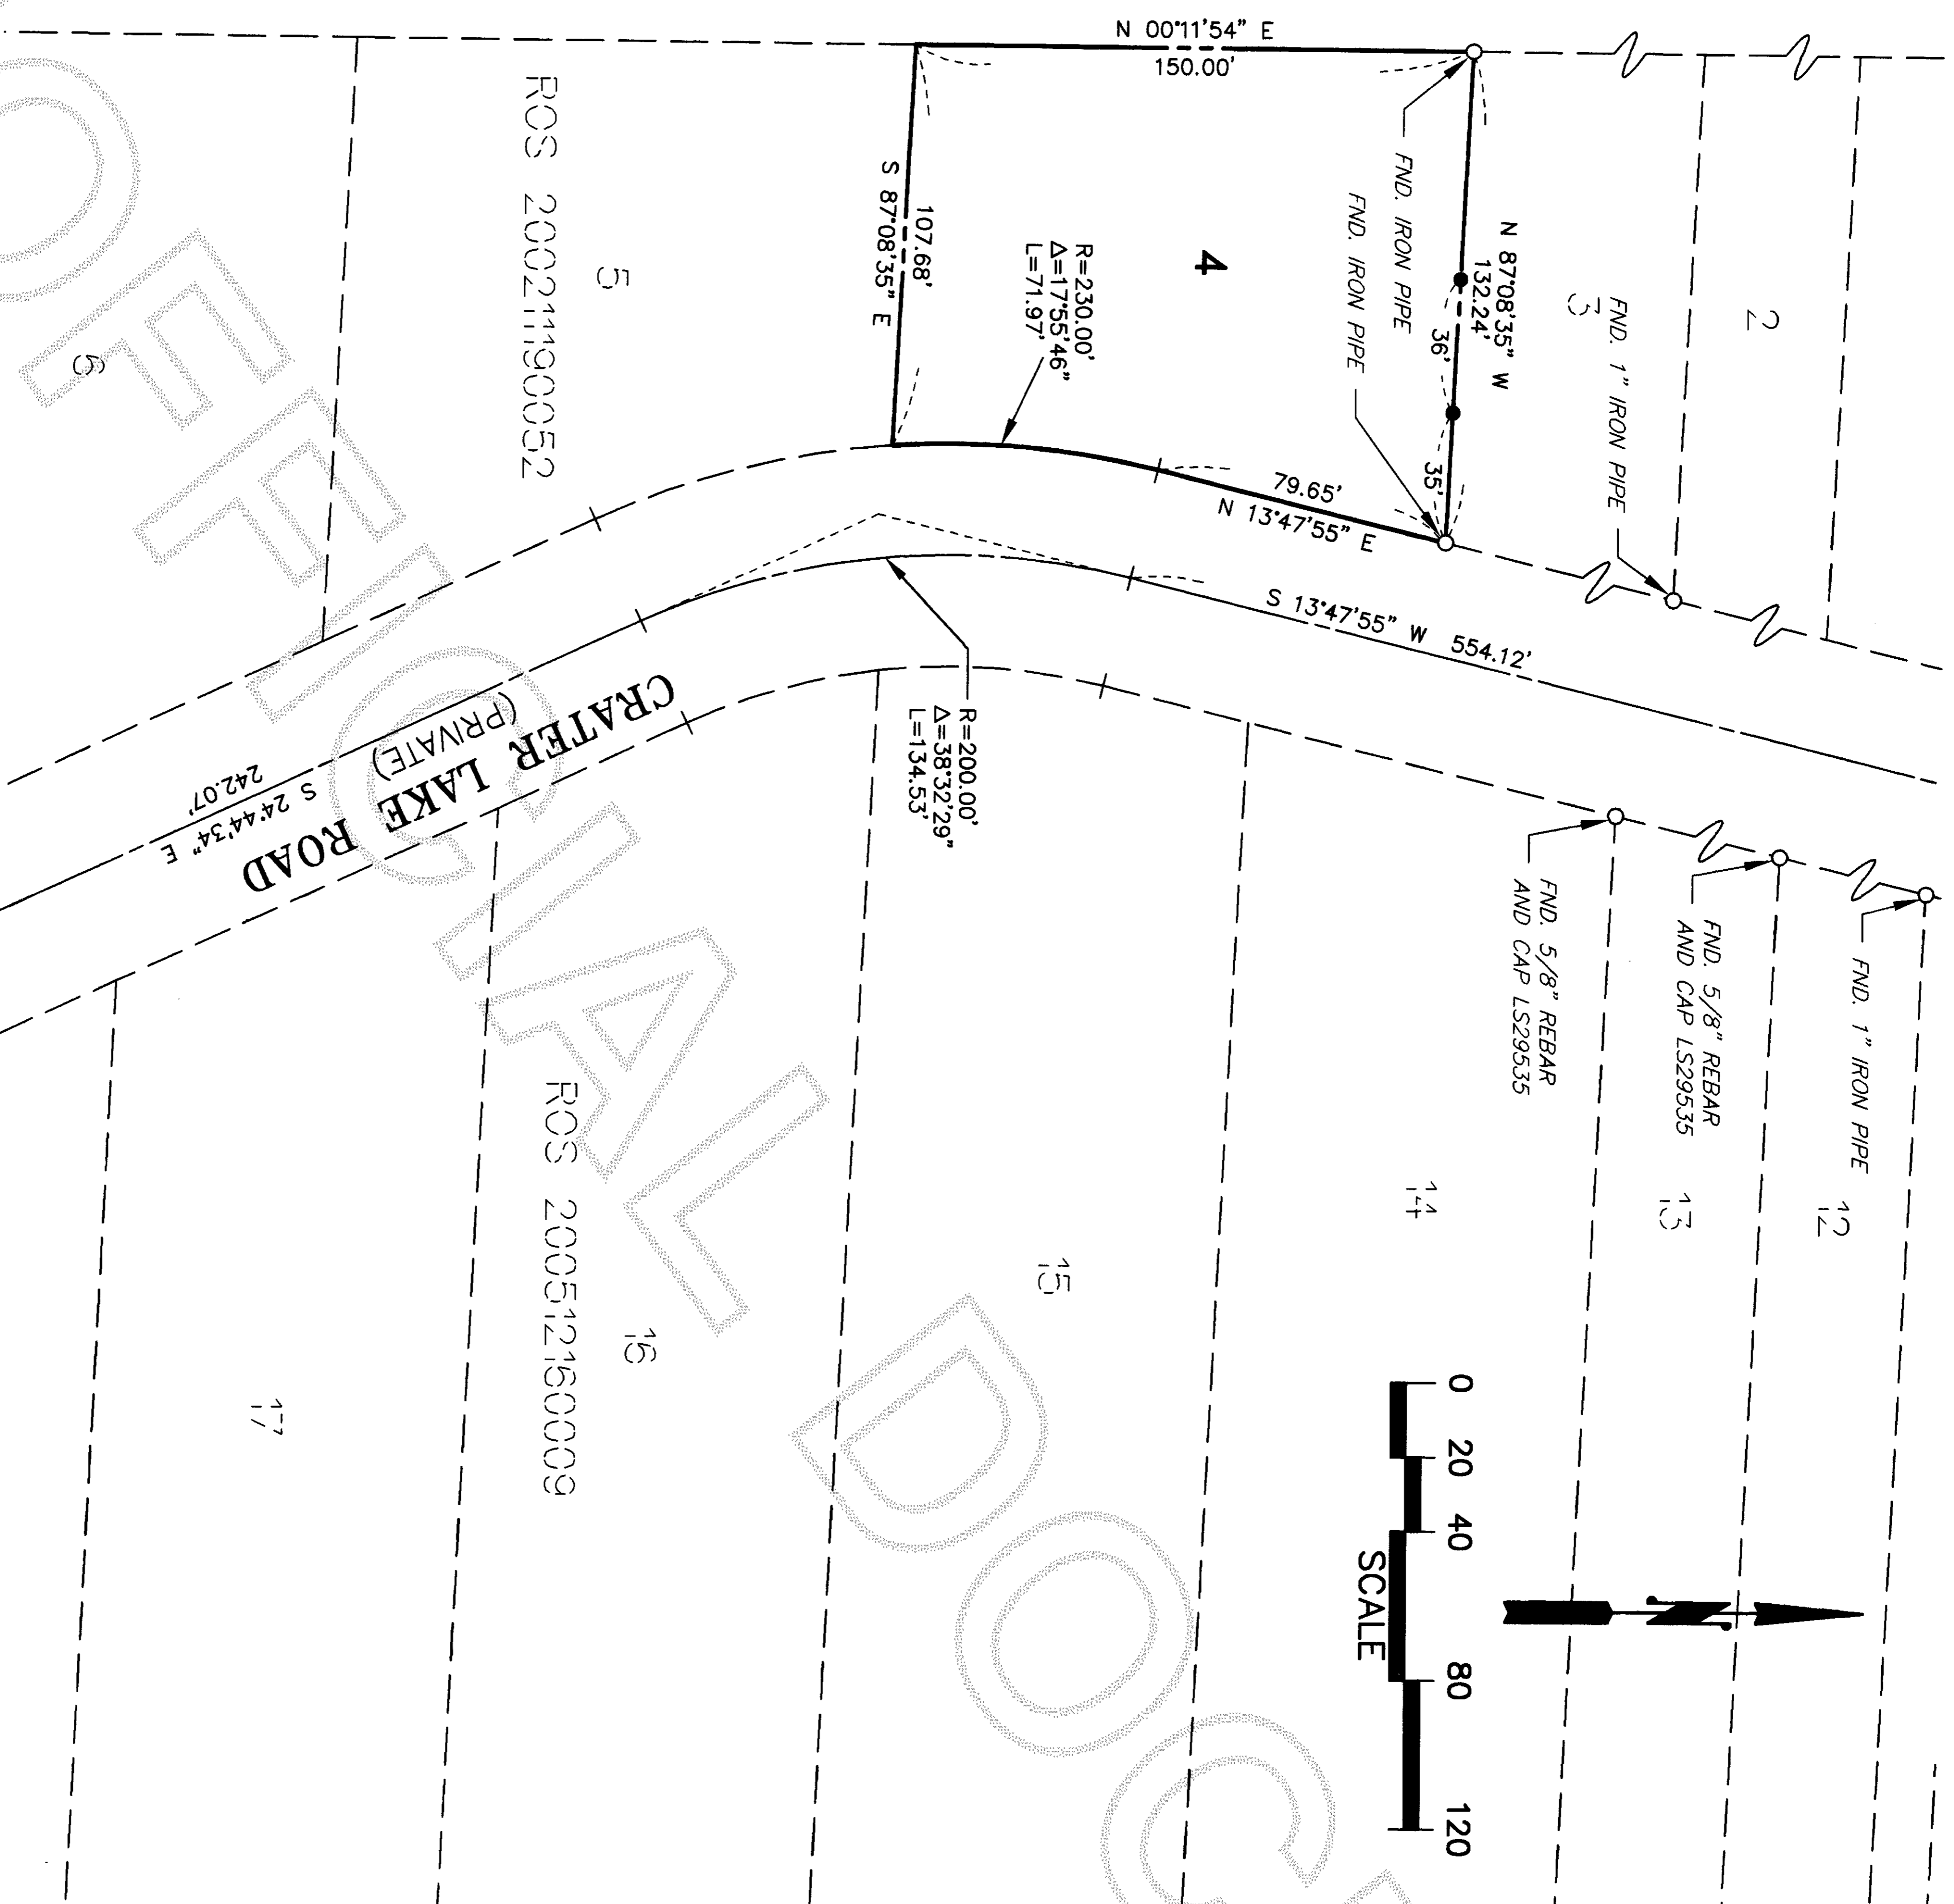 N 00°11'54" E
150.00'
FND. IRON PIPE
FND. IRON PIPE
N 87°08'35" W
132.24'
36'
35'
FND. 1" IRON PIPE
3
2
4
107.68'
S 87°08'35" E
R=230.00'
Δ=17°55'46"
L=71.97'
79.65'
N 13°47'55" E
S 13°47'55" W 554.12'
ROS 200211190052
5
6
R=200.00'
Δ=38°32'29"
L=134.53'
CRATER LAKE ROAD
(PRIVATE)
S 24°44'34" E
242.07'
FND. 5/8" REBAR
AND CAP LS29535
FND. 5/8" REBAR
AND CAP LS29535
FND. 1" IRON PIPE
12
13
14
15
16
17
ROS 200512160009
0 20 40 80 120
SCALE
OFFICIAL DOC